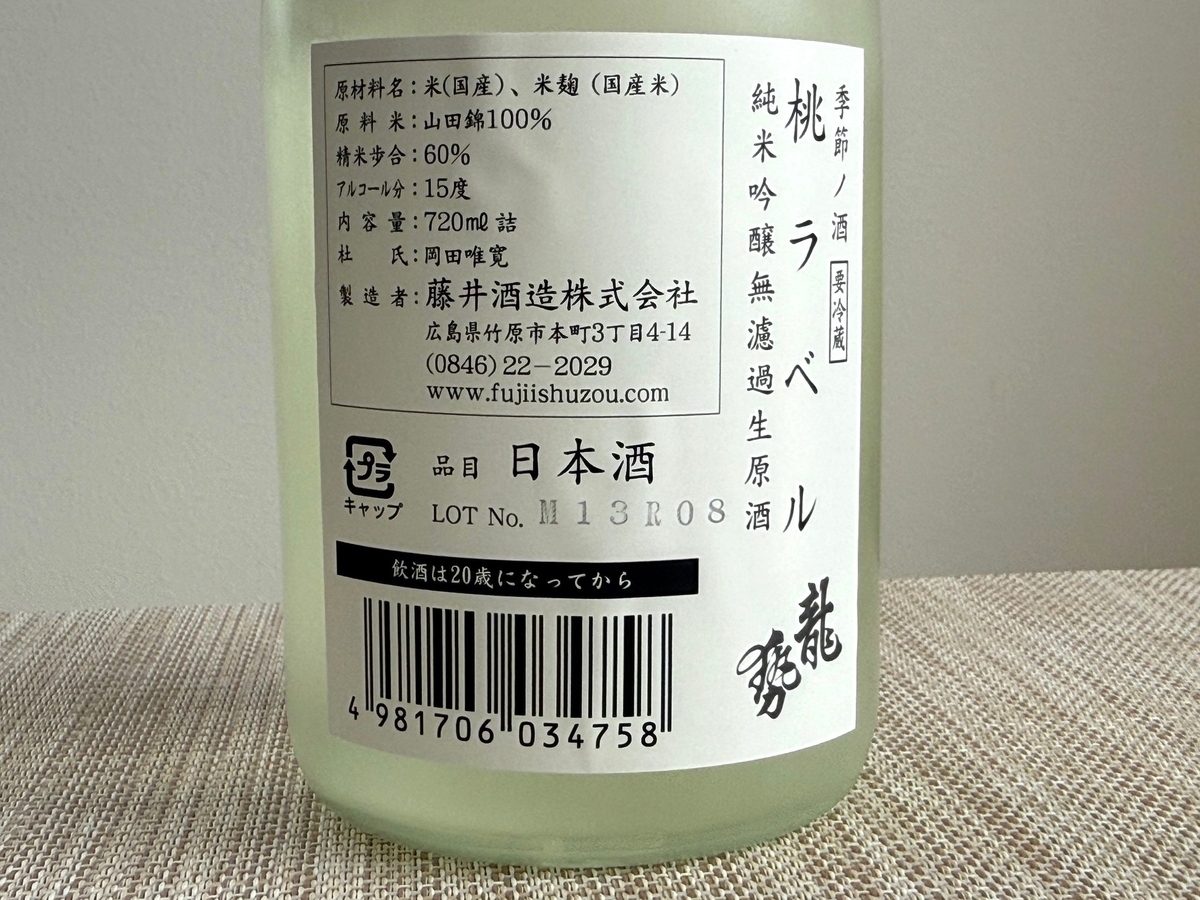 季節ノ酒 要冷蔵
桃ラベル
純米吟醸無濾過生原酒
龍勢
原材料名：米(国産)、米麹（国産米）
原料米：山田錦100%
精米歩合：60%
アルコール分：15度
内容量：720mℓ 詰
杜氏：岡田唯寛
製造者：藤井酒造株式会社
広島県竹原市本町3丁目4-14
(0846)22－2029
www.fujiishuzou.com
プラ
キャップ
品目 日本酒
LOT No. M13R08
飲酒は20歳になってから
4 981706 034758